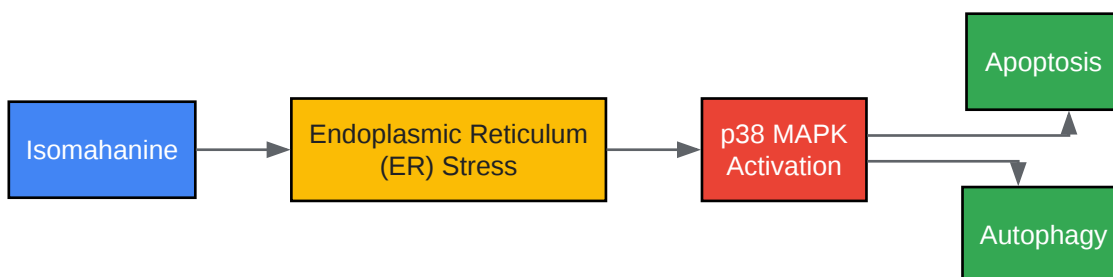 Isomahanine
Endoplasmic Reticulum
(ER) Stress
p38 MAPK
Activation
Apoptosis
Autophagy